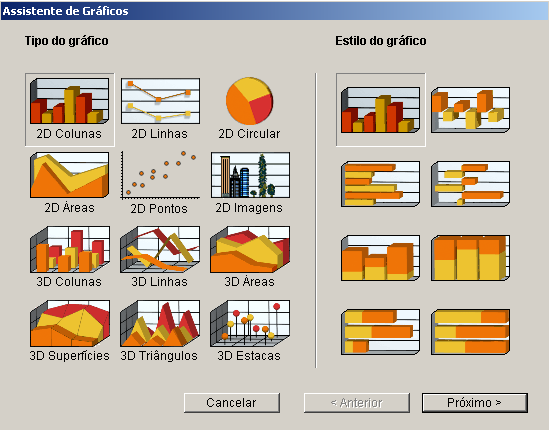 Assistente de Gráficos
Tipo do gráfico
Estilo do gráfico
2D Colunas
2D Linhas
2D Circular
2D Áreas
2D Pontos
2D Imagens
3D Colunas
3D Linhas
3D Áreas
3D Superfícies
3D Triângulos
3D Estacas
Cancelar
< Anterior
Próximo >